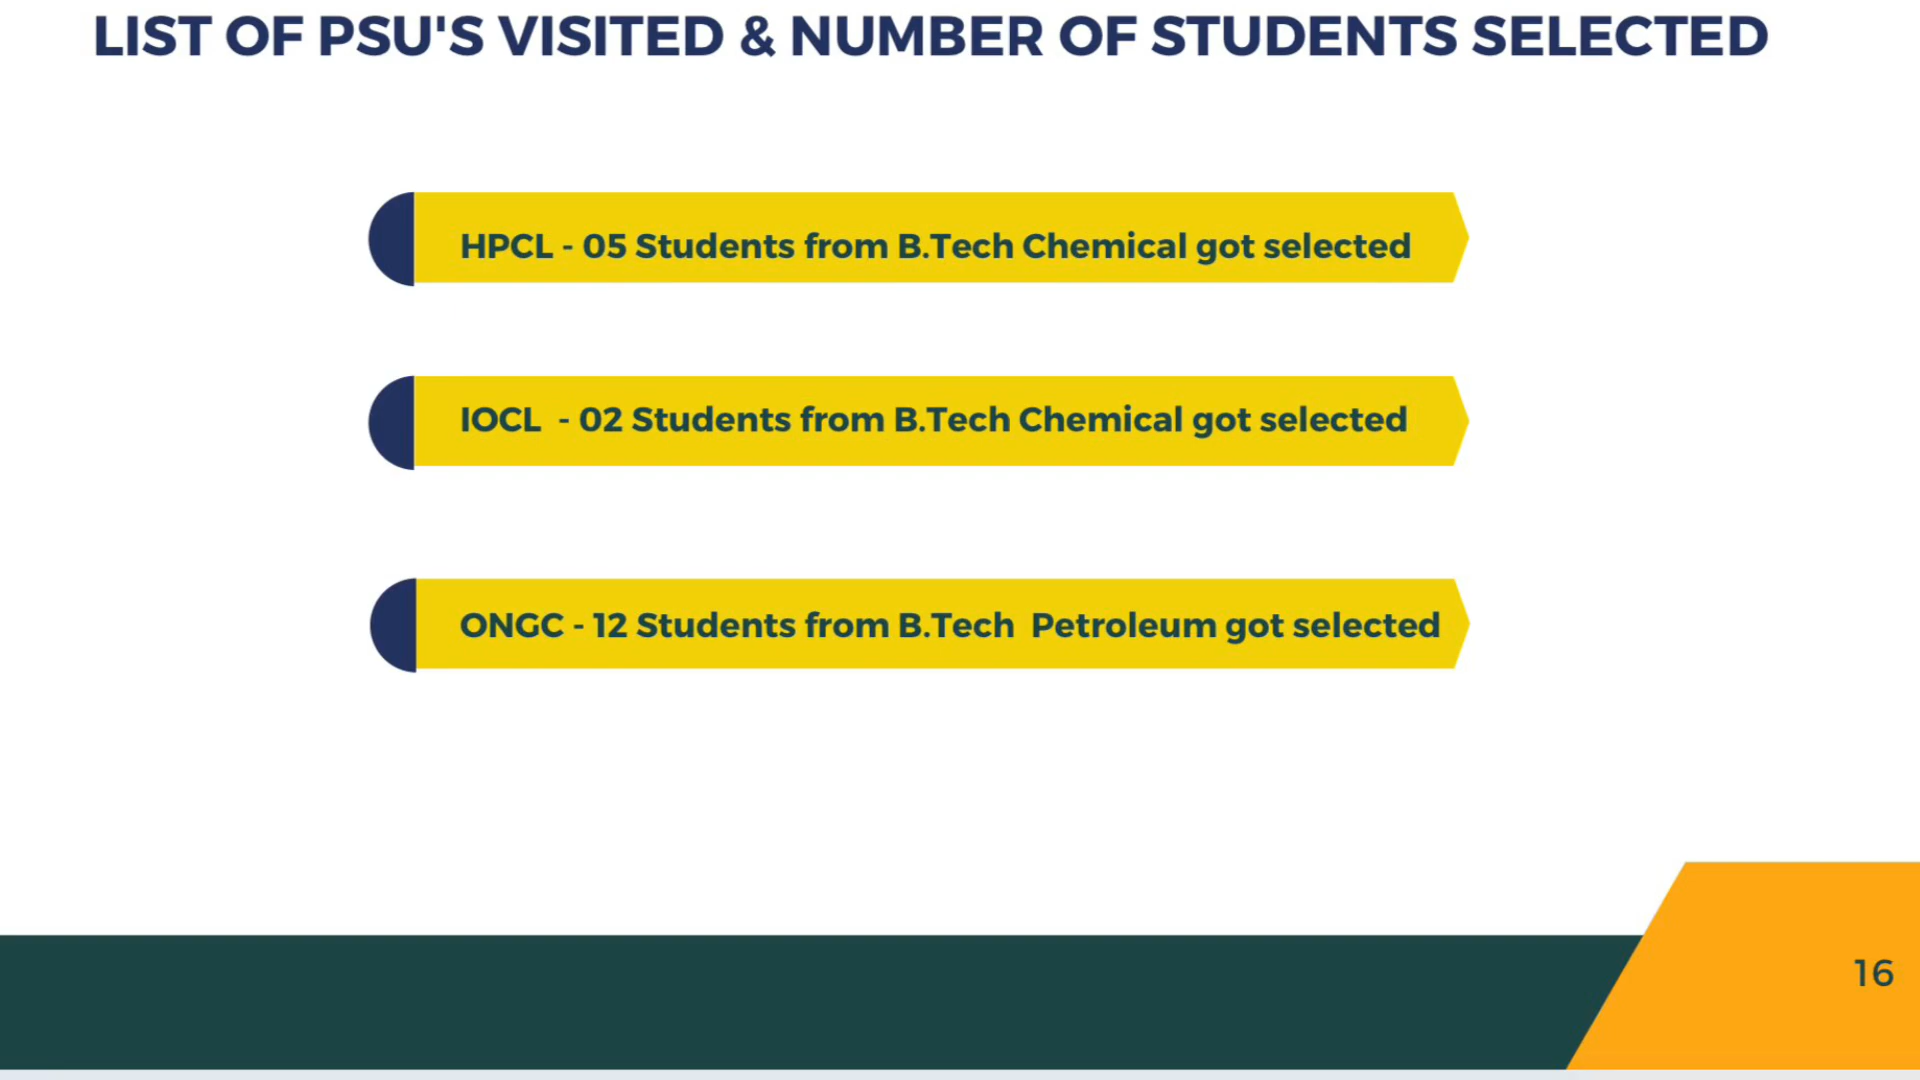 LIST OF PSU'S VISITED & NUMBER OF STUDENTS SELECTED
HPCL - 05 Students from B.Tech Chemical got selected
IOCL - 02 Students from B.Tech Chemical got selected
ONGC - 12 Students from B.Tech Petroleum got selected
16